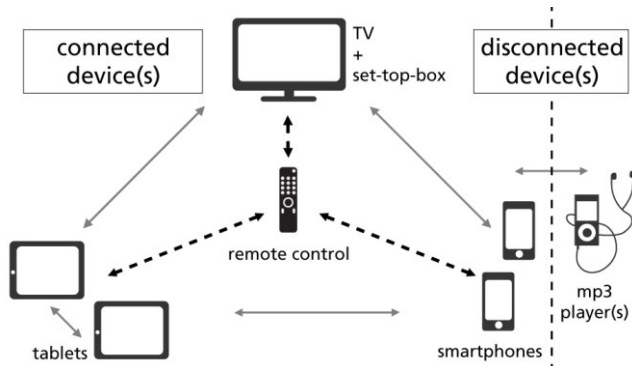 connected
device(s)
TV
+
set-top-box
disconnected
device(s)
remote control
mp3
player(s)
tablets
smartphones